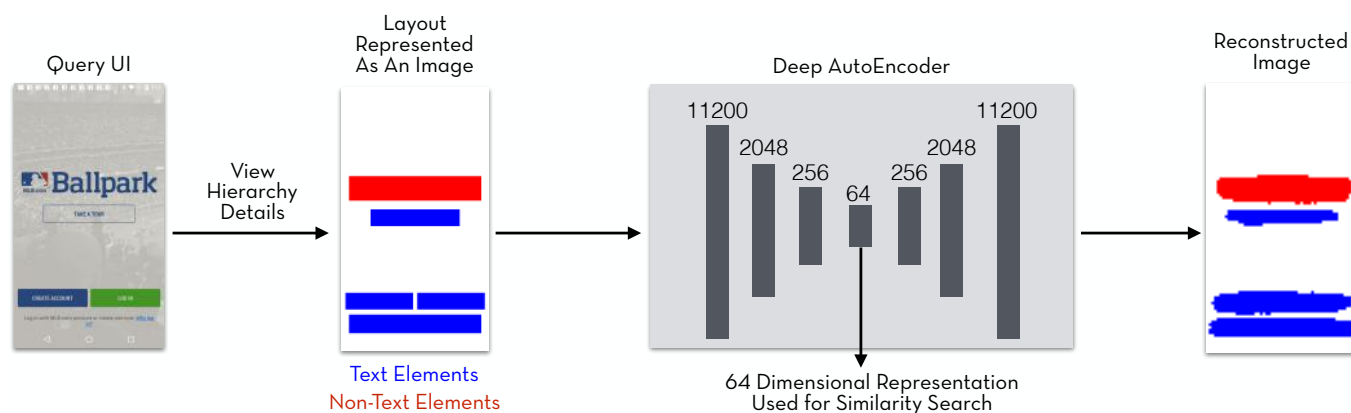 Query UI
Ballpark
TAKE A TOUR
CREATE ACCOUNT
LOG IN
View
Hierarchy
Details
Layout
Represented
As An Image
Text Elements
Non-Text Elements
Deep AutoEncoder
11200
2048
256
64
256
2048
11200
64 Dimensional Representation
Used for Similarity Search
Reconstructed
Image